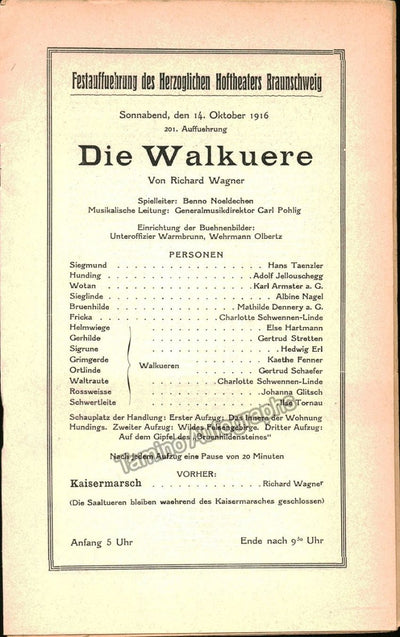 Festauffuehrung des Herzoglichen Hoftheaters Braunschweig
Sonnabend, den 14. Oktober 1916
201. Auffuehrung
Die Walkuere
Von Richard Wagner
Spielleiter: Benno Noeldechen
Musikalische Leitung: Generalmusikdirektor Carl Pohlig
Einrichtung der Buehnenbilder:
Unteroffizier Warmbrunn, Wehrmann Olbertz
PERSONEN
Siegmund . . . . . . . . . . . . . . Hans Taenzler
Hunding . . . . . . . . . . . . . Adolf Jellouschegg
Wotan . . . . . . . . . . . . . Karl Armster a. G.
Sieglinde . . . . . . . . . . . . . . Albine Nagel
Bruenhilde . . . . . . . . . . . Mathilde Dennery a. G.
Fricka . . . . . . . . . . Charlotte Schwennen-Linde
Helmwiege . . . . . . . . . . Else Hartmann
Gerhilde . . . . . . . . . . Gertrud Stretten
Sigrune . . . . . . . . . . Hedwig Erl
Grimgerde . . . . . . . . . . Kaethe Fenner
Walkueren
Ortlinde . . . . . . . . . . Gertrud Schaefer
Waltraute . . . . . . Charlotte Schwennen-Linde
Rossweisse . . . . . . . . . . Johanna Glitsch
Schwertleite . . . . . . . . . . Ilse Tornau
Schauplatz der Handlung: Erster Aufzug: Das Innere der Wohnung
Hundings. Zweiter Aufzug: Wildes Felsengebirge. Dritter Aufzug:
Auf dem Gipfel des „Bruenhildensteines"
Nach jedem Aufzug eine Pause von 20 Minuten
VORHER:
Kaisermarsch . . . . . . . . . . . Richard Wagner
(Die Saaltueren bleiben waehrend des Kaisermarsches geschlossen)
Anfang 5 Uhr Ende nach 9³⁰ Uhr
Tamino Autographs